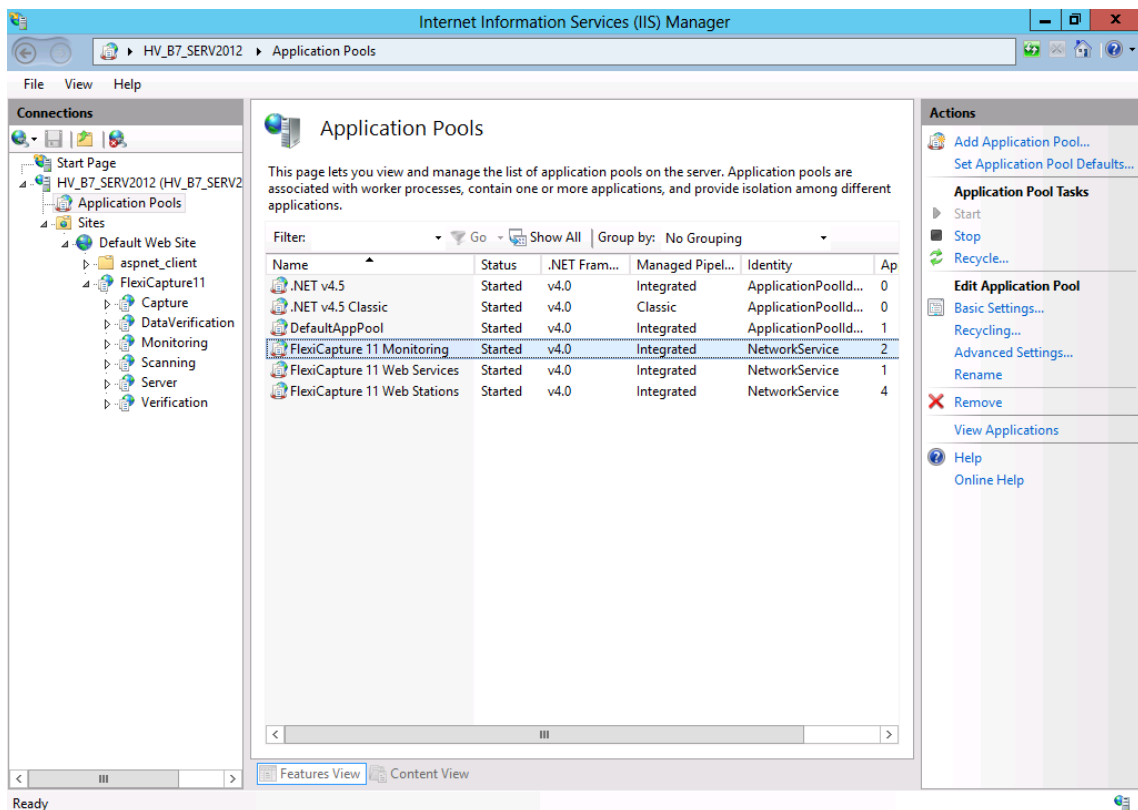 Internet Information Services (IIS) Manager
HV_B7_SERV2012 Application Pools
File View Help
Connections
Start Page
HV_B7_SERV2012 (HV_B7_SERV2
Application Pools
Sites
Default Web Site
aspnet_client
FlexiCapture11
Capture
DataVerification
Monitoring
Scanning
Server
Verification
Application Pools
This page lets you view and manage the list of application pools on the server. Application pools are
associated with worker processes, contain one or more applications, and provide isolation among different
applications.
Filter: Go Show All Group by: No Grouping
Name Status .NET Fram... Managed Pipel... Identity Ap
.NET v4.5 Started v4.0 Integrated ApplicationPoolId... 0
.NET v4.5 Classic Started v4.0 Classic ApplicationPoolId... 0
DefaultAppPool Started v4.0 Integrated ApplicationPoolId... 1
FlexiCapture 11 Monitoring Started v4.0 Integrated NetworkService 2
FlexiCapture 11 Web Services Started v4.0 Integrated NetworkService 1
FlexiCapture 11 Web Stations Started v4.0 Integrated NetworkService 4
Features View Content View
Actions
Add Application Pool...
Set Application Pool Defaults...
Application Pool Tasks
Start
Stop
Recycle...
Edit Application Pool
Basic Settings...
Recycling...
Advanced Settings...
Rename
Remove
View Applications
Help
Online Help
Ready